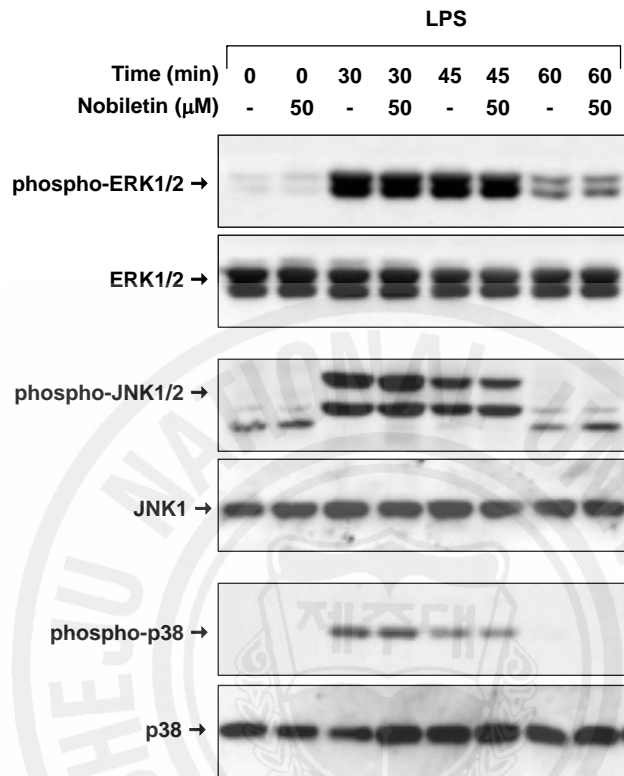 LPS
Time (min) 0 0 30 30 45 45 60 60
Nobiletin (μM) - 50 - 50 - 50 - 50
phospho-ERK1/2 →
ERK1/2 →
phospho-JNK1/2 →
JNK1 →
phospho-p38 →
p38 →
NATIONAL
제주대